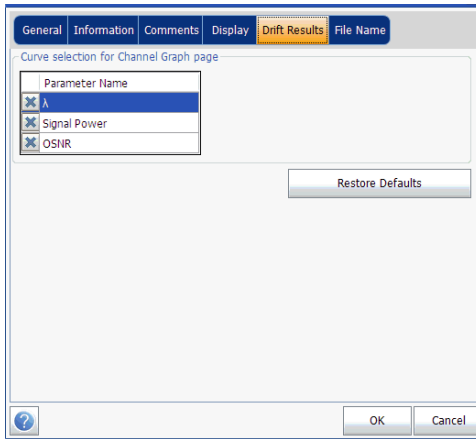 General Information Comments Display Drift Results File Name
Curve selection for Channel Graph page
Parameter Name
λ
Signal Power
OSNR
Restore Defaults
?
OK Cancel